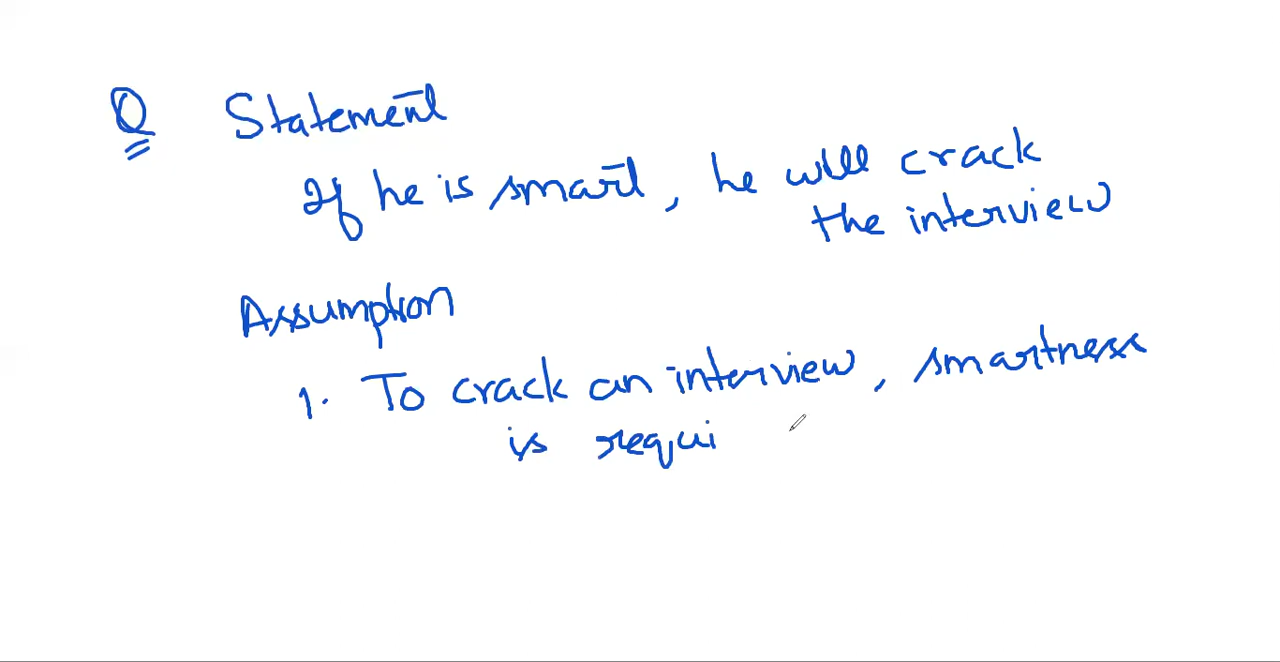 Q Statement
If he is smart, he will crack
the interview
Assumption
1. To crack an interview, smartness
is requi